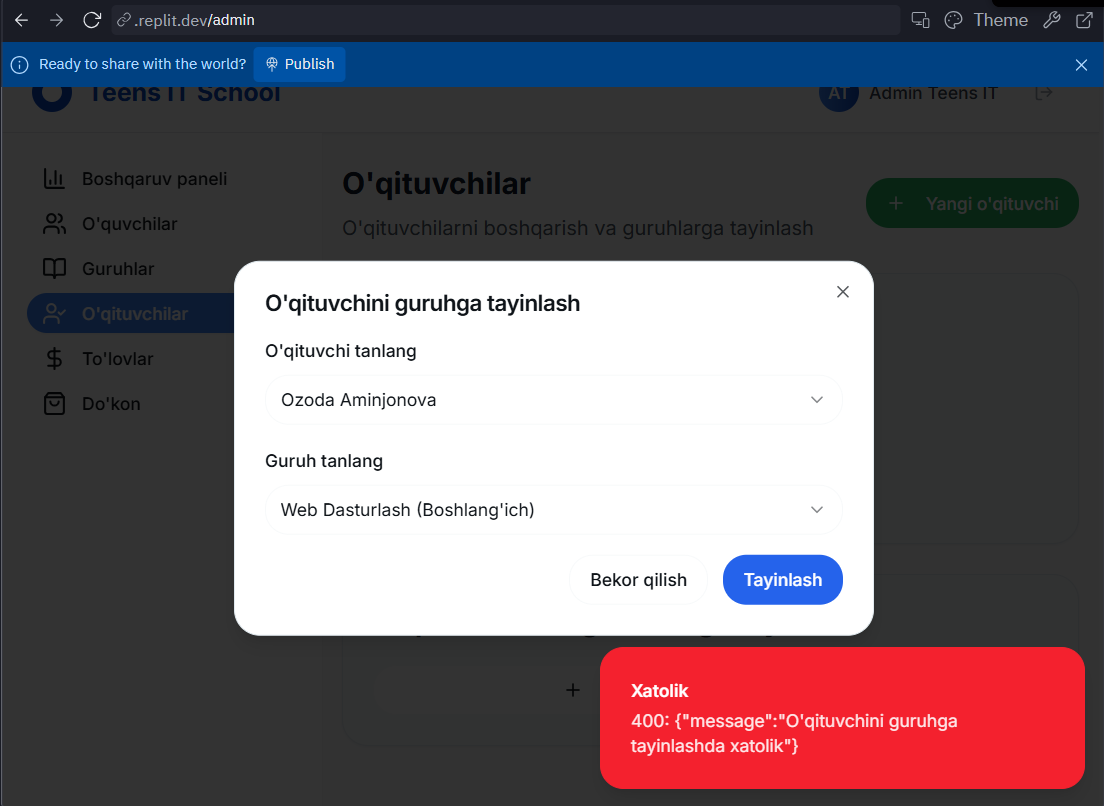 .replit.dev/admin
Theme
Ready to share with the world?
Publish
Teens IT School
AT
Admin Teens IT
Boshqaruv paneli
O'quvchilar
Guruhlar
O'qituvchilar
To'lovlar
Do'kon
O'qituvchilar
O'qituvchilarni boshqarish va guruhlarga tayinlash
Yangi o'qituvchi
O'qituvchini guruhga tayinlash
O'qituvchi tanlang
Ozoda Aminjonova
Guruh tanlang
Web Dasturlash (Boshlang'ich)
Bekor qilish
Tayinlash
Xatolik
400: {"message":"O'qituvchini guruhga
tayinlashda xatolik"}